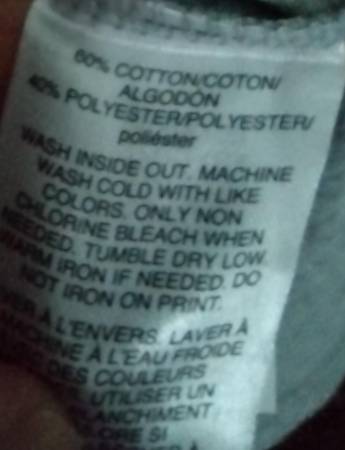 60% COTTON/COTON/
ALGODÓN
40% POLYESTER/POLYESTER/
poliéster
WASH INSIDE OUT. MACHINE
WASH COLD WITH LIKE
COLORS. ONLY NON
CHLORINE BLEACH WHEN
NEEDED. TUMBLE DRY LOW.
WARM IRON IF NEEDED. DO
NOT IRON ON PRINT.
À L'ENVERS. LAVER À
MACHINE À L'EAU FROIDE
DES COULEURS
UTILISER UN
SI